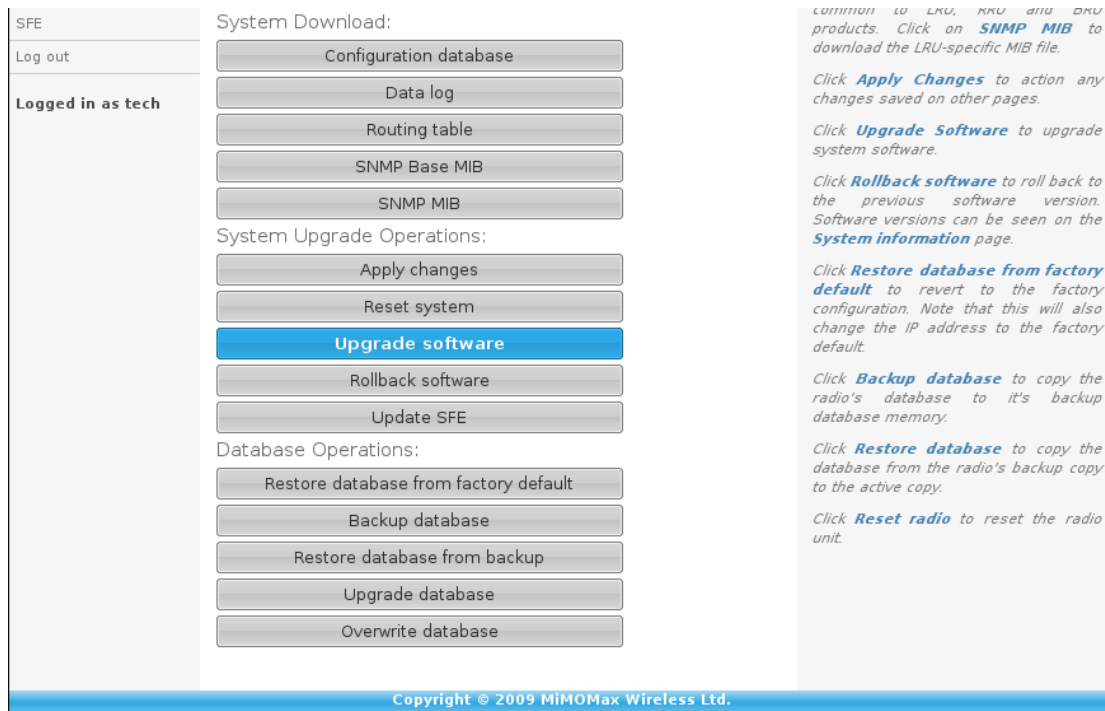 SFE
Log out
Logged in as tech
System Download:
Configuration database
Data log
Routing table
SNMP Base MIB
SNMP MIB
System Upgrade Operations:
Apply changes
Reset system
Upgrade software
Rollback software
Update SFE
Database Operations:
Restore database from factory default
Backup database
Restore database from backup
Upgrade database
Overwrite database
common to LRU, RRU and BRU
products. Click on SNMP MIB to
download the LRU-specific MIB file.
Click Apply Changes to action any
changes saved on other pages.
Click Upgrade Software to upgrade
system software.
Click Rollback software to roll back to
the previous software version.
Software versions can be seen on the
System information page.
Click Restore database from factory
default to revert to the factory
configuration. Note that this will also
change the IP address to the factory
default.
Click Backup database to copy the
radio's database to it's backup
database memory.
Click Restore database to copy the
database from the radio's backup copy
to the active copy.
Click Reset radio to reset the radio
unit.
Copyright © 2009 MiMOMax Wireless Ltd.